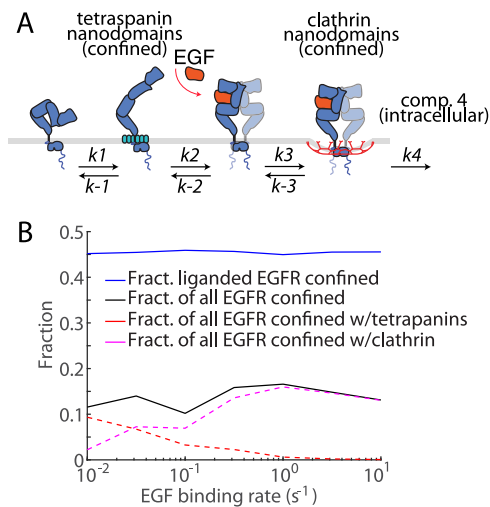 A
tetraspanin
nanodomains
(confined)
EGF
clathrin
nanodomains
(confined)
comp. 4
(intracellular)
k1
k-1
k2
k-2
k3
k-3
k4
B
0.5
0.4
0.3
0.2
0.1
0
Fraction
Fract. liganded EGFR confined
Fract. of all EGFR confined
Fract. of all EGFR confined w/tetrapanins
Fract. of all EGFR confined w/clathrin
10-2
10-1
100
101
EGF binding rate (s-1)